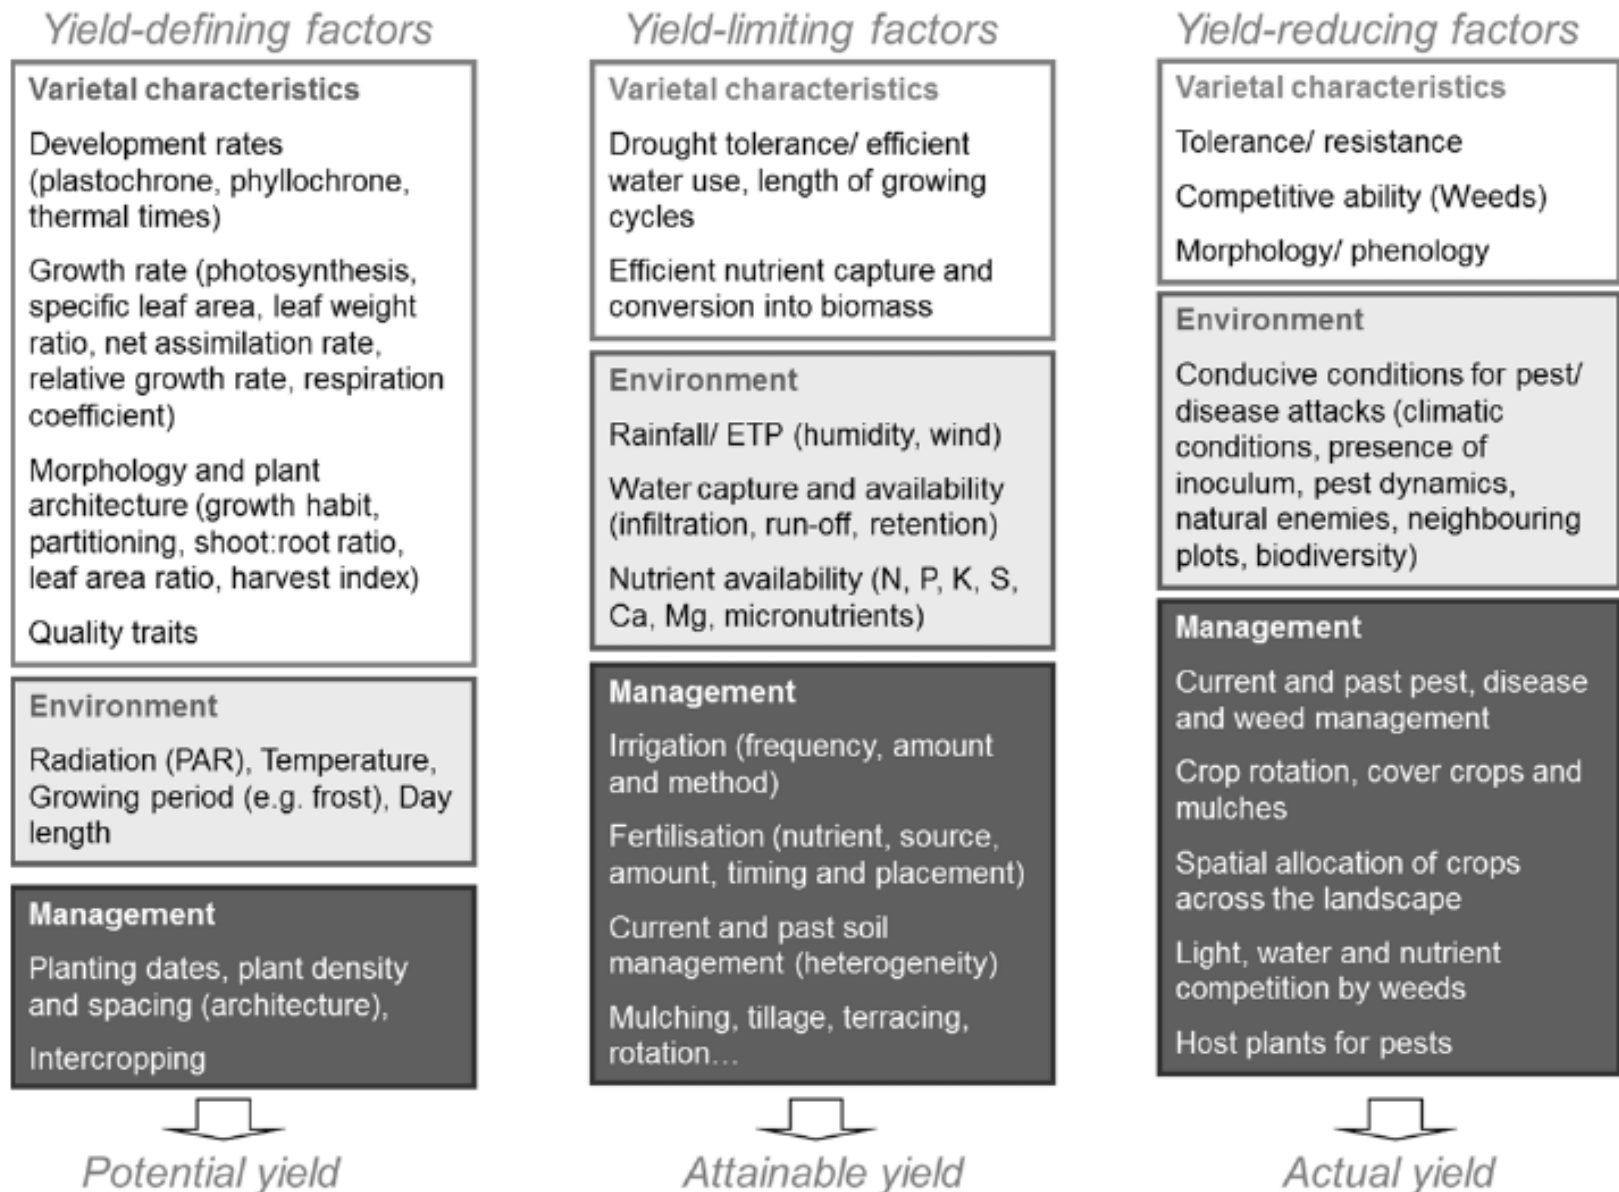 Yield-defining factors
Varietal characteristics
Development rates
(plastochrone, phyllochrone,
thermal times)
Growth rate (photosynthesis,
specific leaf area, leaf weight
ratio, net assimilation rate,
relative growth rate, respiration
coefficient)
Morphology and plant
architecture (growth habit,
partitioning, shoot:root ratio,
leaf area ratio, harvest index)
Quality traits
Environment
Radiation (PAR), Temperature,
Growing period (e.g. frost), Day
length
Management
Planting dates, plant density
and spacing (architecture),
Intercropping
Potential yield
Yield-limiting factors
Varietal characteristics
Drought tolerance/ efficient
water use, length of growing
cycles
Efficient nutrient capture and
conversion into biomass
Environment
Rainfall/ ETP (humidity, wind)
Water capture and availability
(infiltration, run-off, retention)
Nutrient availability (N, P, K, S,
Ca, Mg, micronutrients)
Management
Irrigation (frequency, amount
and method)
Fertilisation (nutrient, source,
amount, timing and placement)
Current and past soil
management (heterogeneity)
Mulching, tillage, terracing,
rotation…
Attainable yield
Yield-reducing factors
Varietal characteristics
Tolerance/ resistance
Competitive ability (Weeds)
Morphology/ phenology
Environment
Conducive conditions for pest/
disease attacks (climatic
conditions, presence of
inoculum, pest dynamics,
natural enemies, neighbouring
plots, biodiversity)
Management
Current and past pest, disease
and weed management
Crop rotation, cover crops and
mulches
Spatial allocation of crops
across the landscape
Light, water and nutrient
competition by weeds
Host plants for pests
Actual yield